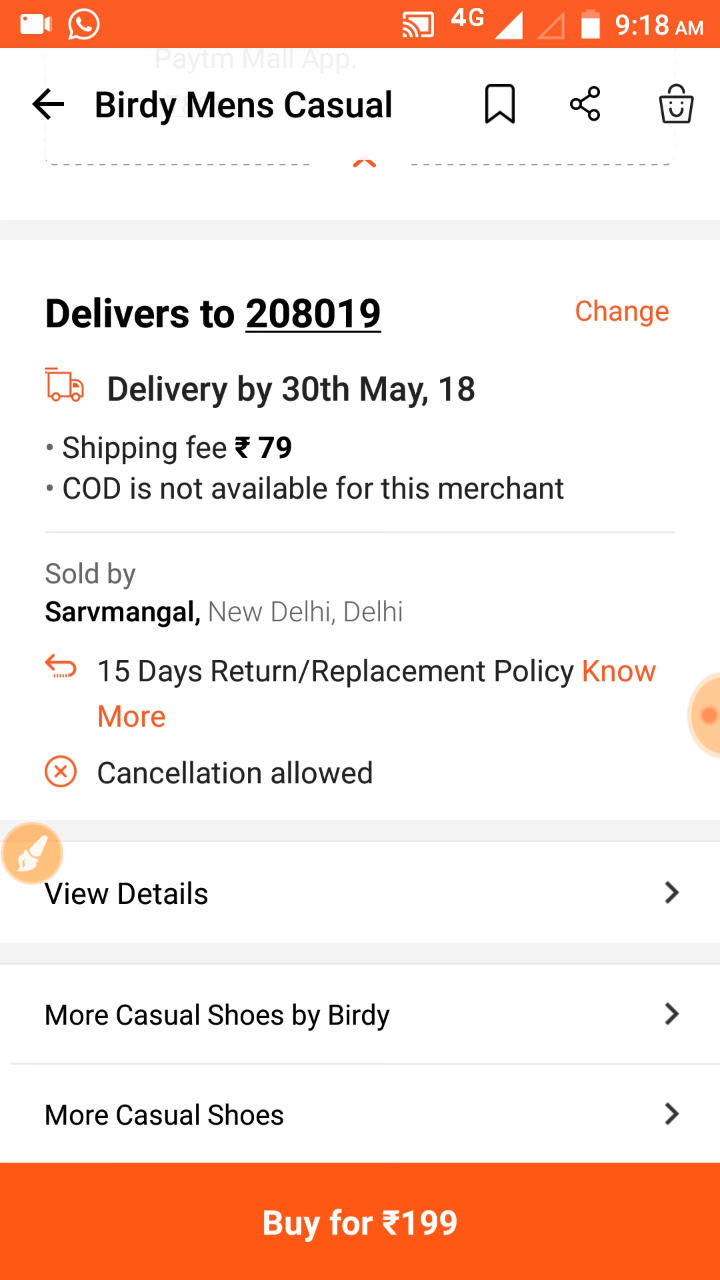 4G 9:18 AM
Paytm Mall App.
Birdy Mens Casual
Delivers to 208019 Change
Delivery by 30th May, 18
• Shipping fee ₹ 79
• COD is not available for this merchant
Sold by
Sarvmangal, New Delhi, Delhi
15 Days Return/Replacement Policy Know
More
Cancellation allowed
View Details
More Casual Shoes by Birdy
More Casual Shoes
Buy for ₹199